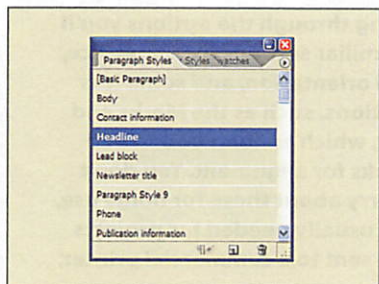 Paragraph Styles Styles watches
[Basic Paragraph]
Body
Contact information
Headline
Lead block
Newsletter title
Paragraph Style 9
Phone
Publication information